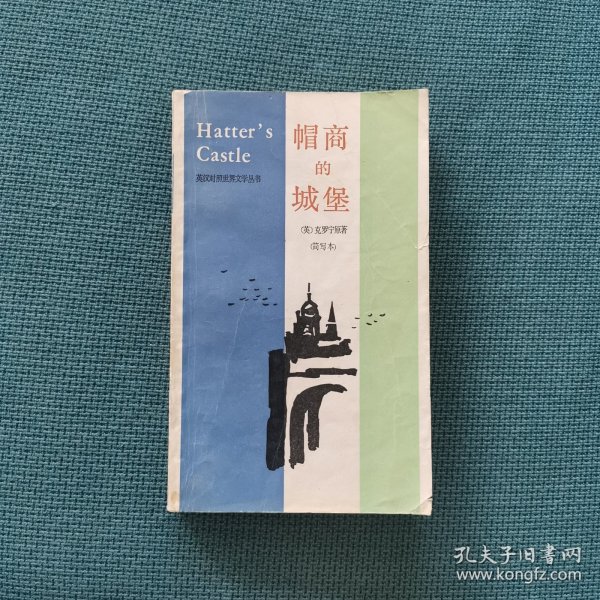 Hatter's
Castle
英汉对照世界文学丛书
帽商
的
城堡
(英)克罗宁原著
(简写本)
孔夫子旧书网
www.kongfz.com